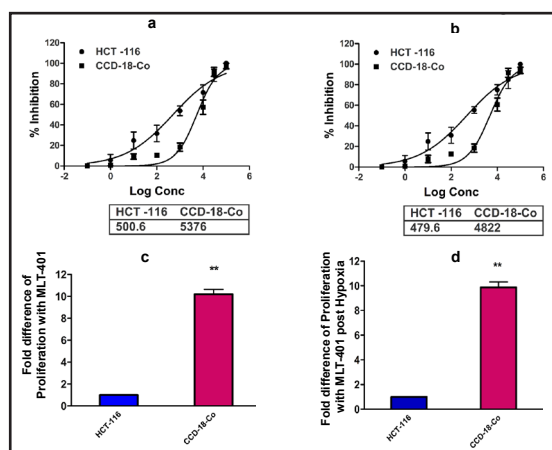 a
HCT -116
CCD-18-Co
120
100
80
60
40
20
0
% Inhibition
-2 0 2 4 6
Log Conc
HCT -116 CCD-18-Co
500.6 5376
b
HCT -116
CCD-18-Co
120
100
80
60
40
20
0
% Inhibition
-2 0 2 4 6
Log Conc
HCT -116 CCD-18-Co
479.6 4822
c
**
12
10
8
6
4
2
0
Fold difference of
Proliferation with MLT-401
HCT-116
CCD-18-Co
d
**
12
10
8
6
4
2
0
Fold difference of Proliferation
with MLT-401 post Hypoxia
HCT-116
CCD-18-Co